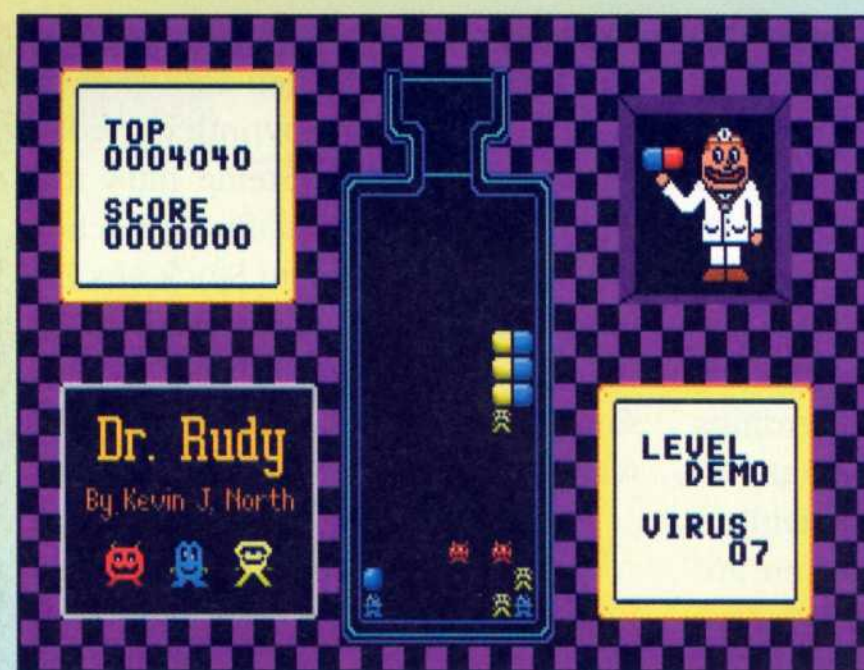 TOP
0004040
SCORE
0000000
Dr. Rudy
By Kevin J. North
LEVEL
DEMO
VIRUS
07